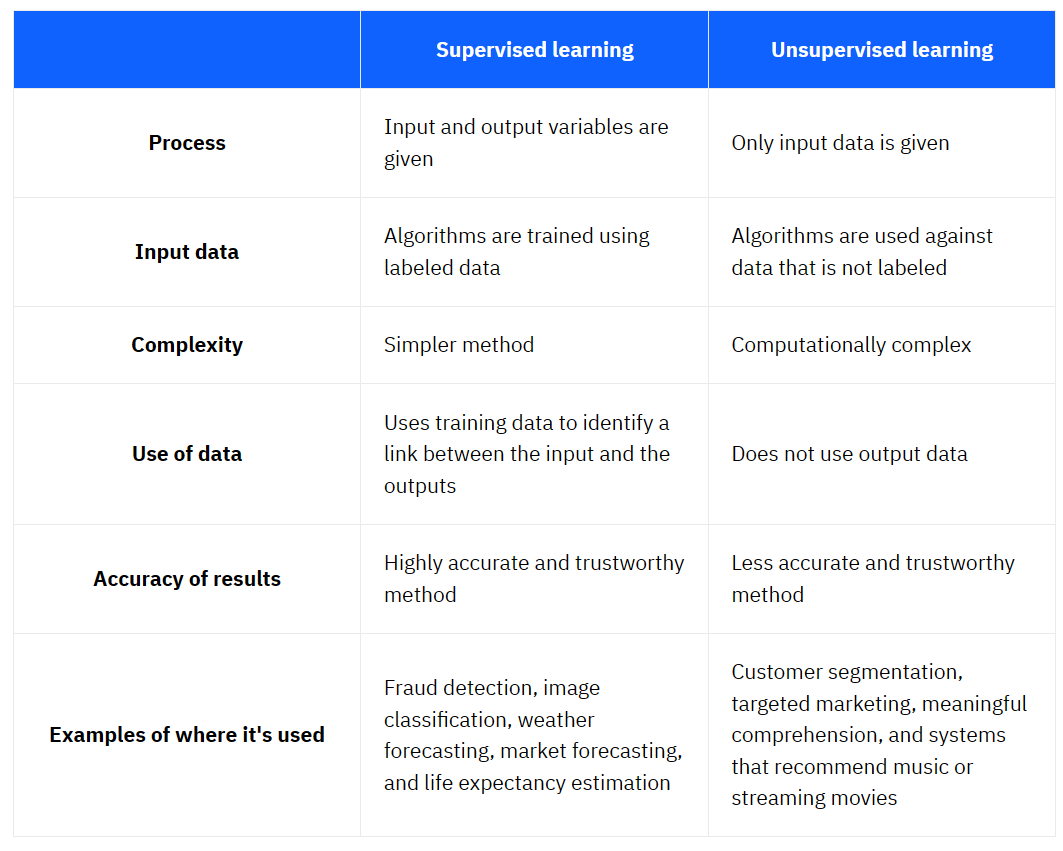 Supervised learning
Unsupervised learning
Process
Input and output variables are
given
Only input data is given
Input data
Algorithms are trained using
labeled data
Algorithms are used against
data that is not labeled
Complexity
Simpler method
Computationally complex
Use of data
Uses training data to identify a
link between the input and the
outputs
Does not use output data
Accuracy of results
Highly accurate and trustworthy
method
Less accurate and trustworthy
method
Examples of where it's used
Fraud detection, image
classification, weather
forecasting, market forecasting,
and life expectancy estimation
Customer segmentation,
targeted marketing, meaningful
comprehension, and systems
that recommend music or
streaming movies